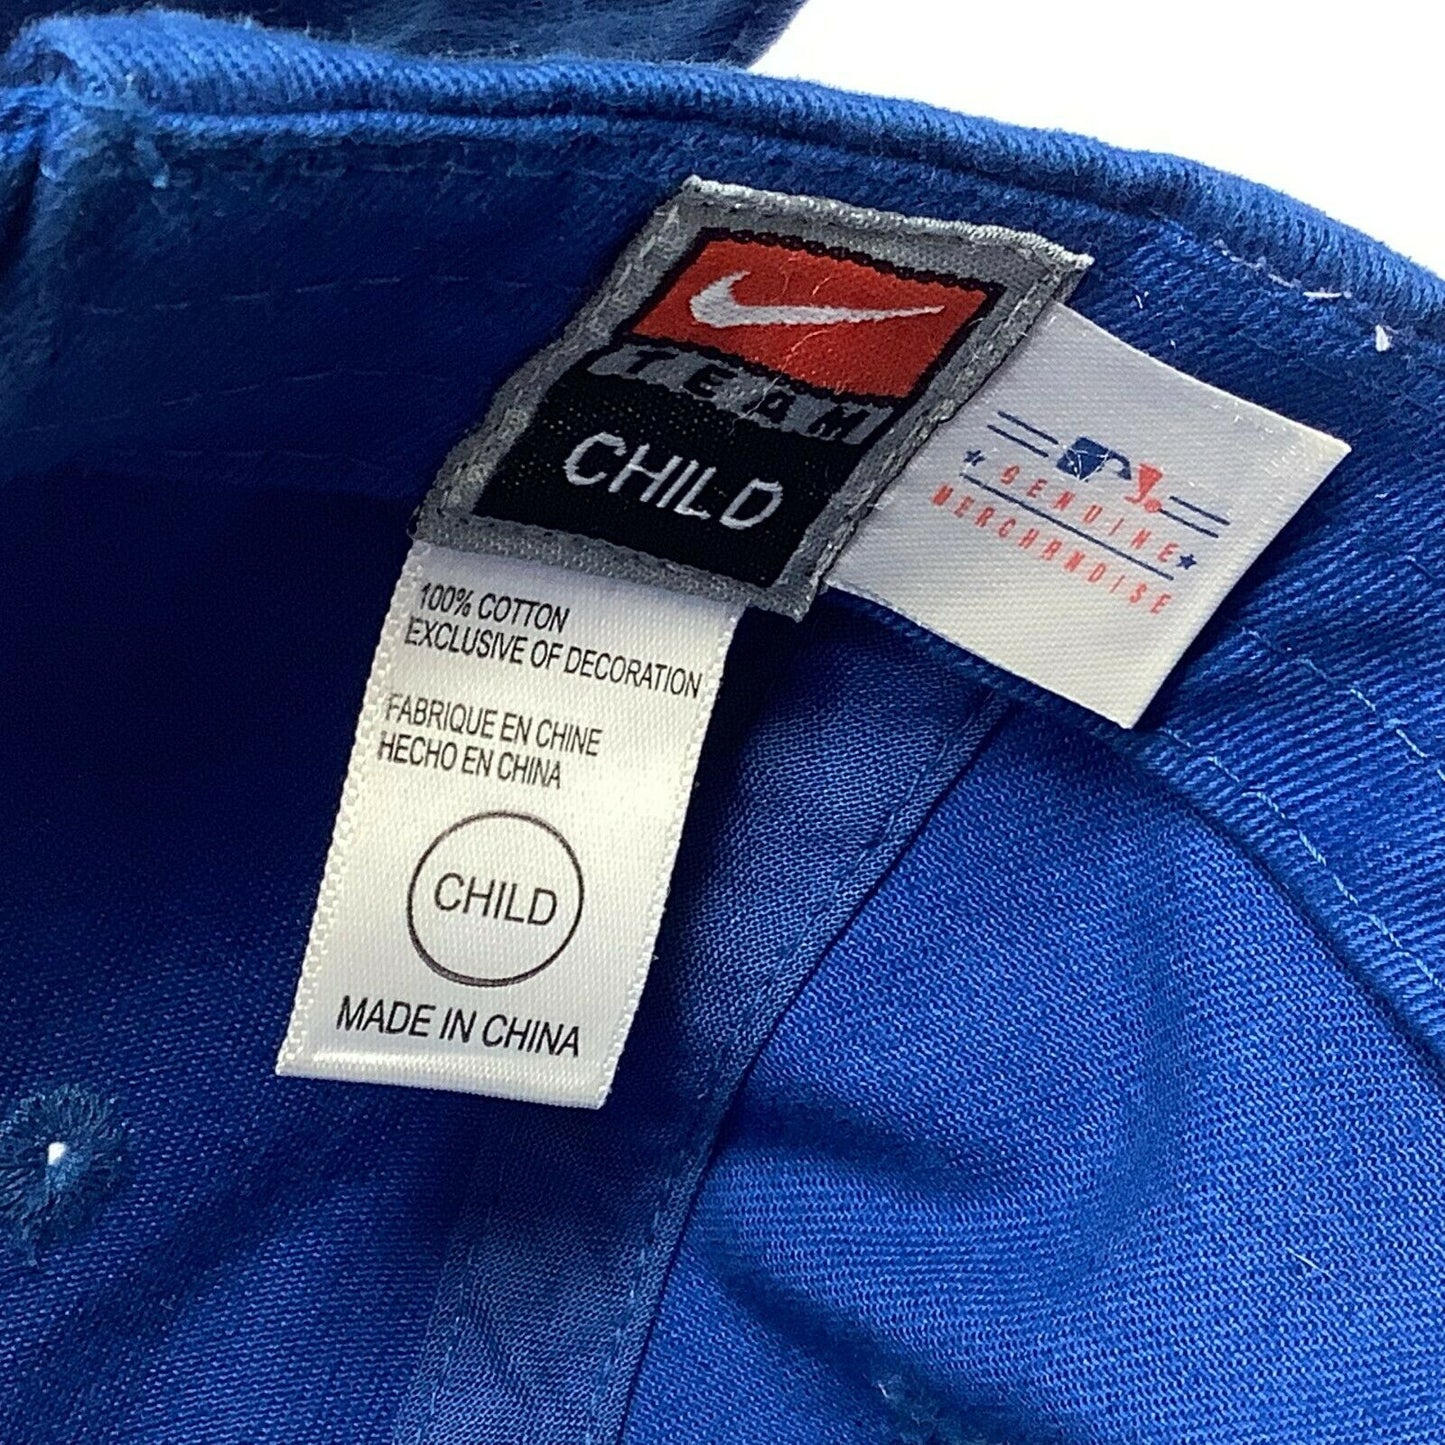 TEAM
CHILD
GENUINE
MERCHANDISE
100% COTTON
EXCLUSIVE OF DECORATION
FABRIQUE EN CHINE
HECHO EN CHINA
CHILD
MADE IN CHINA